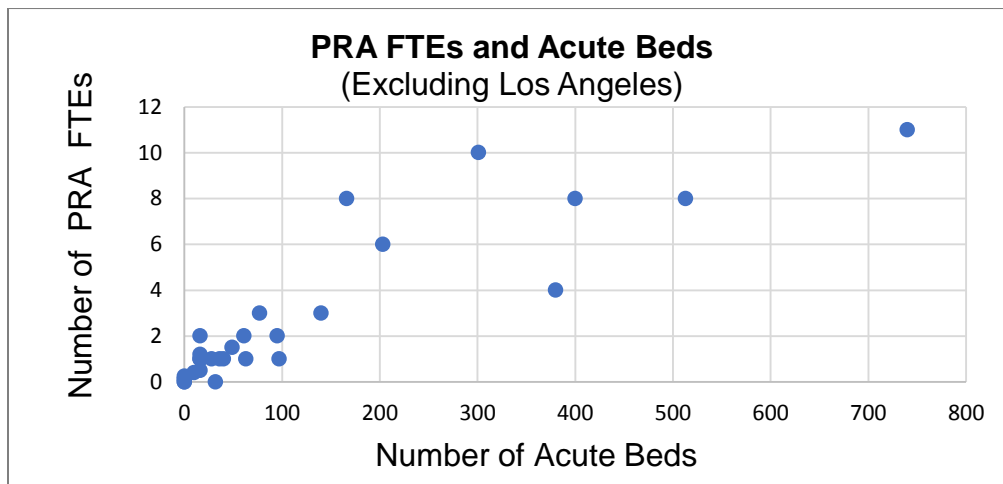 PRA FTEs and Acute Beds
(Excluding Los Angeles)
Number of PRA FTEs
12
10
8
6
4
2
0
0 100 200 300 400 500 600 700 800
Number of Acute Beds